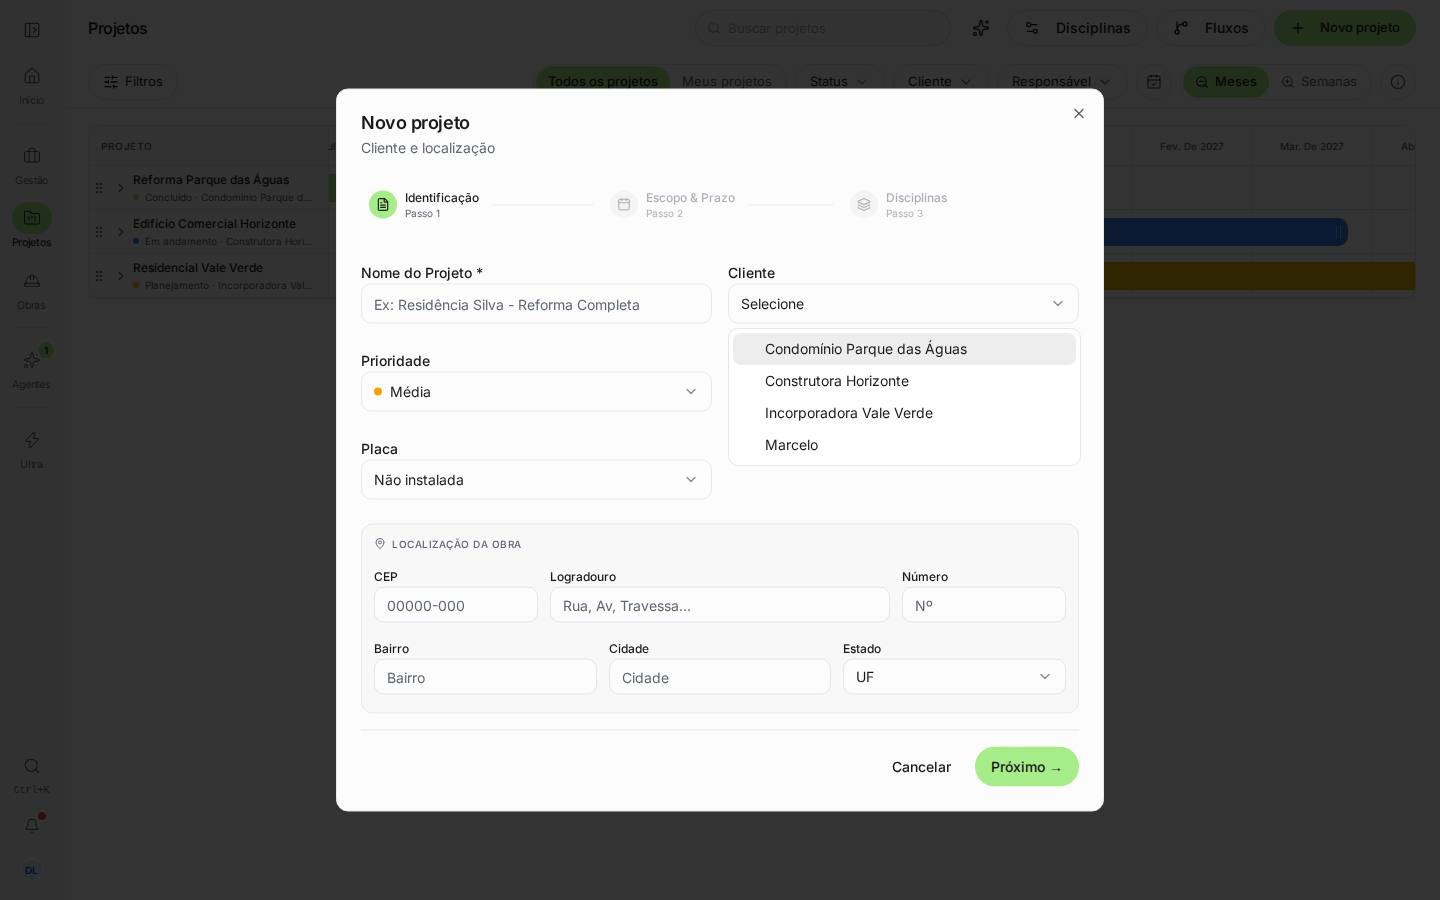 Projetos
Buscar projetos
Disciplinas
Fluxos
Novo projeto
Filtros
Todos os projetos
Meus projetos
Status
Cliente
Responsável
Meses
Semanas
Início
Gestão
Projetos
Obras
1
Agentes
Ultra
Ctrl+K
DL
PROJETO
Fev. De 2027
Mar. De 2027
Reforma Parque das Águas
Concluído · Condomínio Parque d...
Edifício Comercial Horizonte
Em andamento · Construtora Hori...
Residencial Vale Verde
Planejamento · Incorporadora Val...
Novo projeto
Cliente e localização
Identificação
Passo 1
Escopo & Prazo
Passo 2
Disciplinas
Passo 3
Nome do Projeto *
Ex: Residência Silva - Reforma Completa
Cliente
Selecione
Condomínio Parque das Águas
Construtora Horizonte
Incorporadora Vale Verde
Marcelo
Prioridade
Média
Placa
Não instalada
LOCALIZAÇÃO DA OBRA
CEP
00000-000
Logradouro
Rua, Av, Travessa...
Número
Nº
Bairro
Bairro
Cidade
Cidade
Estado
UF
Cancelar
Próximo →